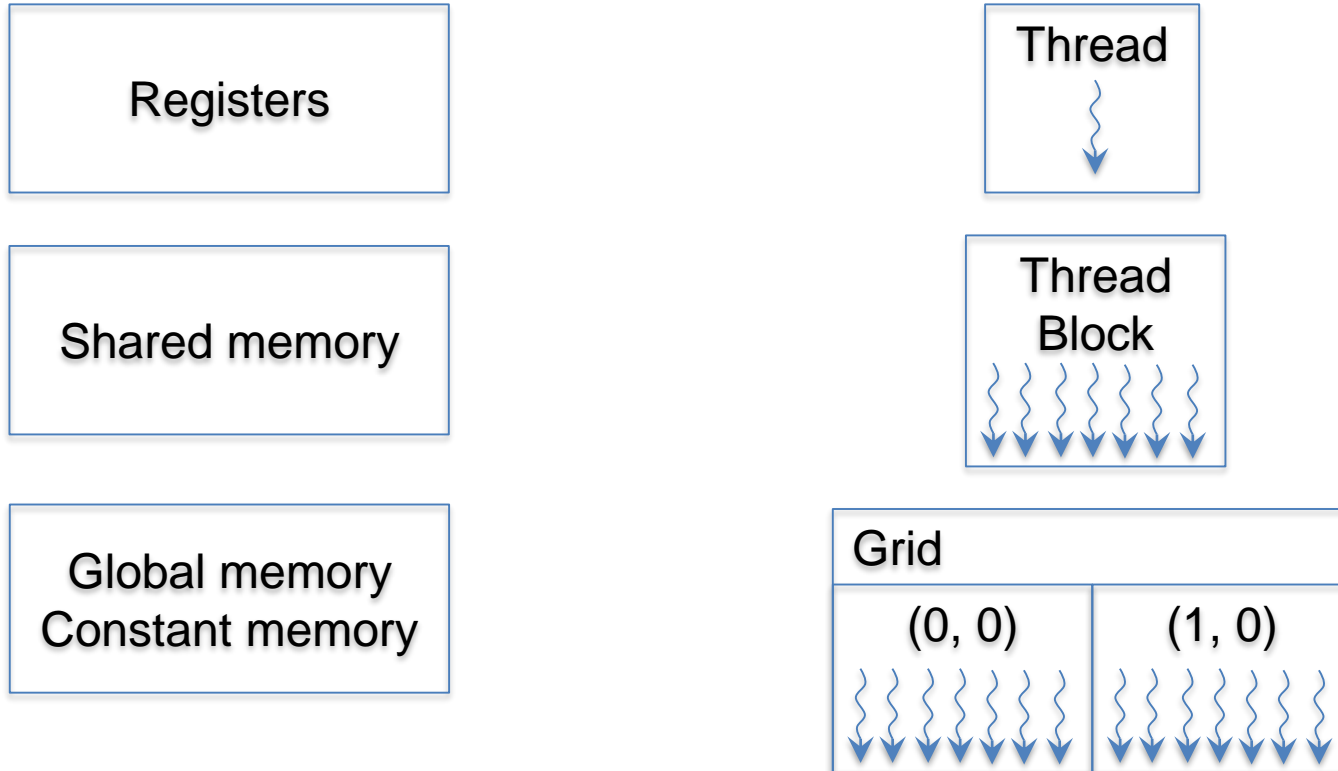 Registers
Thread
Shared memory
Thread
Block
Global memory
Constant memory
Grid
(0, 0)
(1, 0)